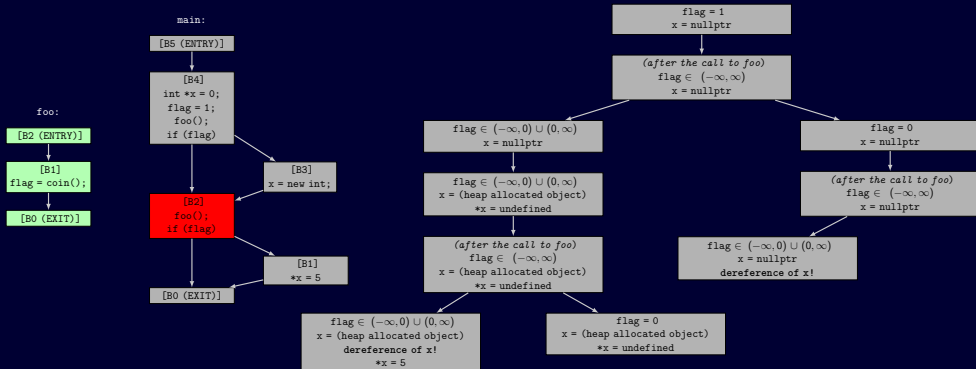 foo:
[B2 (ENTRY)]
[B1]
flag = coin();
[B0 (EXIT)]
main:
[B5 (ENTRY)]
[B4]
int *x = 0;
flag = 1;
foo();
if (flag)
[B3]
x = new int;
[B2]
foo();
if (flag)
[B1]
*x = 5
[B0 (EXIT)]
flag = 1
x = nullptr
(after the call to foo)
flag ∈ (−∞, ∞)
x = nullptr
flag ∈ (−∞, 0) ∪ (0, ∞)
x = nullptr
flag ∈ (−∞, 0) ∪ (0, ∞)
x = (heap allocated object)
*x = undefined
(after the call to foo)
flag ∈ (−∞, ∞)
x = (heap allocated object)
*x = undefined
flag ∈ (−∞, 0) ∪ (0, ∞)
x = (heap allocated object)
dereference of x!
*x = 5
flag = 0
x = (heap allocated object)
*x = undefined
flag = 0
x = nullptr
(after the call to foo)
flag ∈ (−∞, ∞)
x = nullptr
flag ∈ (−∞, 0) ∪ (0, ∞)
x = nullptr
dereference of x!